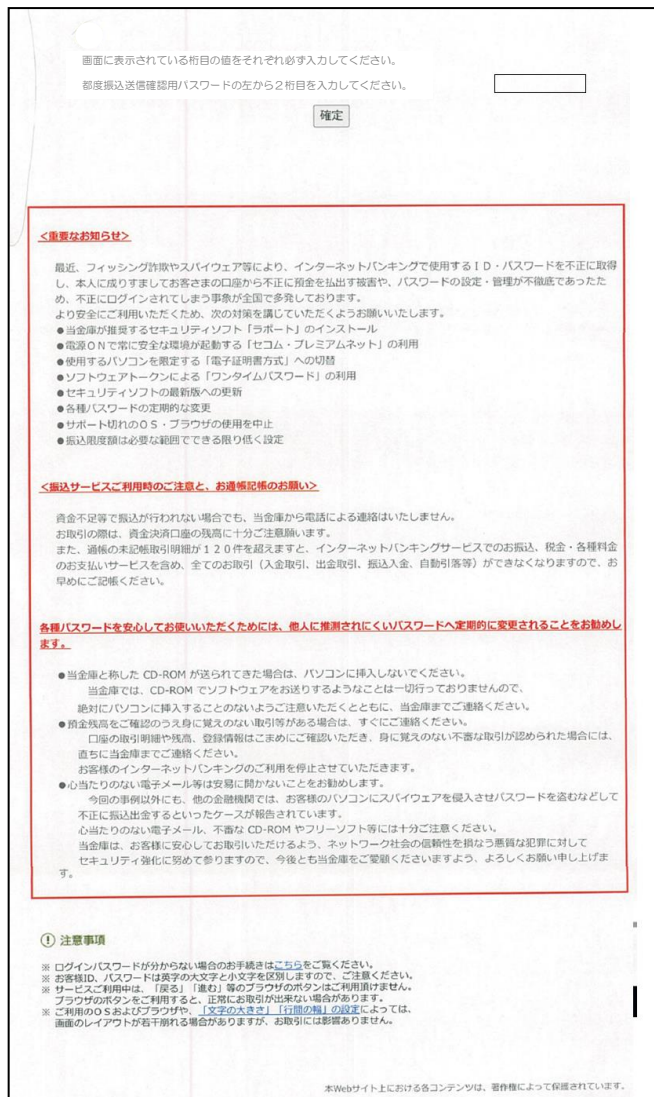 画面に表示されている桁目の値をそれぞれ必ず入力してください。
都度振込送信確認用パスワードの左から２桁目を入力してください。
確定
＜重要なお知らせ＞
最近、フィッシング詐欺やスパイウェア等により、インターネットバンキングで使用するＩＤ・パスワードを不正に取得
し、本人に成りすましてお客さまの口座から不正に預金を払出す被害や、パスワードの設定・管理が不徹底であったた
め、不正にログインされてしまう事象が全国で多発しております。
より安全にご利用いただくため、次の対策を講じていただくようお願いいたします。
●当金庫が推奨するセキュリティソフト「ラポート」のインストール
●電源ＯＮで常に安全な環境が起動する「セコム・プレミアムネット」の利用
●使用するパソコンを限定する「電子証明書方式」への切替
●ソフトウェアトークンによる「ワンタイムパスワード」の利用
●セキュリティソフトの最新版への更新
●各種パスワードの定期的な変更
●サポート切れのＯＳ・ブラウザの使用を中止
●振込限度額は必要な範囲でできる限り低く設定
＜振込サービスご利用時のご注意と、お通帳記帳のお願い＞
資金不足等で振込が行われない場合でも、当金庫から電話による連絡はいたしません。
お取引の際は、資金決済口座の残高に十分ご注意願います。
また、通帳の未記帳取引明細が１２０件を超えますと、インターネットバンキングサービスでのお振込、税金・各種料金
のお支払いサービスを含め、全てのお取引（入金取引、出金取引、振込入金、自動引落等）ができなくなりますので、お
早めにご記帳ください。
各種パスワードを安心してお使いいただくためには、他人に推測されにくいパスワードへ定期的に変更されることをお勧めし
ます。
●当金庫と称した CD-ROM が送られてきた場合は、パソコンに挿入しないでください。
当金庫では、CD-ROM でソフトウェアをお送りするようなことは一切行っておりませんので、
絶対にパソコンに挿入することのないようご注意いただくとともに、当金庫までご連絡ください。
●預金残高をご確認のうえ身に覚えのない取引等がある場合は、すぐにご連絡ください。
口座の取引明細や残高、登録情報はこまめにご確認いただき、身に覚えのない不審な取引が認められた場合には、
直ちに当金庫までご連絡ください。
お客様のインターネットバンキングのご利用を停止させていただきます。
●心当たりのない電子メール等は安易に開かないことをお勧めします。
今回の事例以外にも、他の金融機関では、お客様のパソコンにスパイウェアを侵入させパスワードを盗むなどして
不正に振込出金するといったケースが報告されています。
心当たりのない電子メール、不審な CD-ROM やフリーソフト等には十分ご注意ください。
当金庫は、お客様に安心してお取引いただけるよう、ネットワーク社会の信頼性を損なう悪質な犯罪に対して
セキュリティ強化に努めて参りますので、今後とも当金庫をご愛顧くださいますよう、よろしくお願い申し上げま
す。
注意事項
※ ログインパスワードが分からない場合のお手続きはこちらをご覧ください。
※ お客様ID、パスワードは英字の大文字と小文字を区別しますので、ご注意ください。
※ サービスご利用中は、「戻る」「進む」等のブラウザのボタンはご利用頂けません。
ブラウザのボタンをご利用すると、正常にお取引が出来ない場合があります。
※ ご利用のＯＳおよびブラウザや、「文字の大きさ」「行間の幅」の設定によっては、
画面のレイアウトが若干崩れる場合がありますが、お取引には影響ありません。
本Webサイト上における各コンテンツは、著作権によって保護されています。